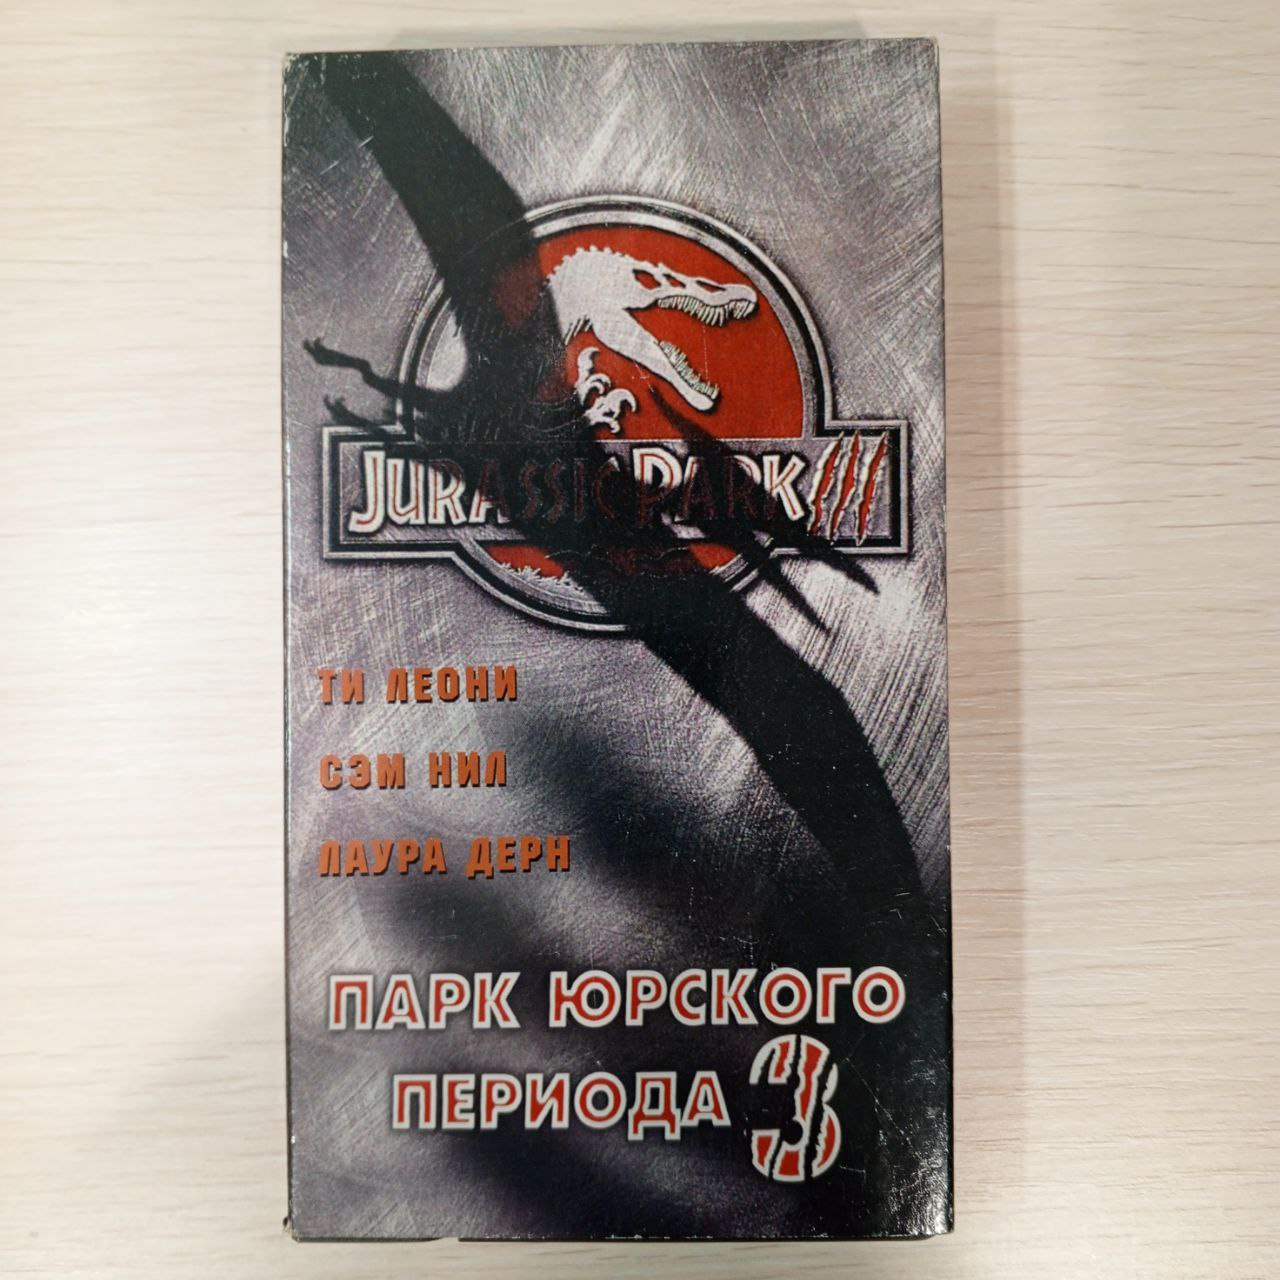 JURASSIC PARK III
ТИ ЛЕОНИ
СЭМ НИЛ
ЛАУРА ДЕРН
ПАРК ЮРСКОГО
ПЕРИОДА 3